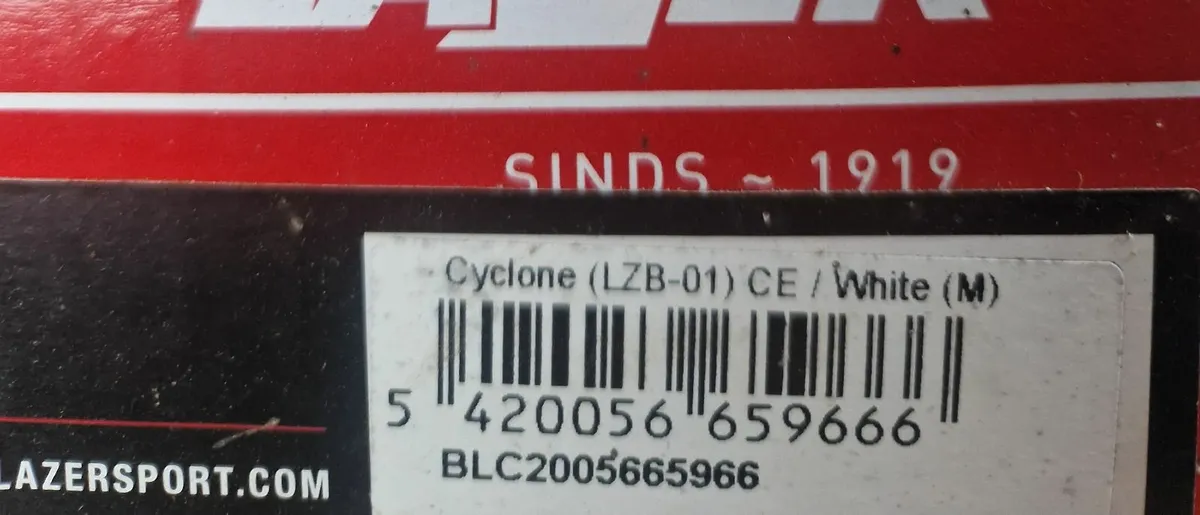 SINDS ~ 1919
Cyclone (LZB-01) CE / White (M)
5 420056 659666
BLC2005665966
LAZERSPORT.COM